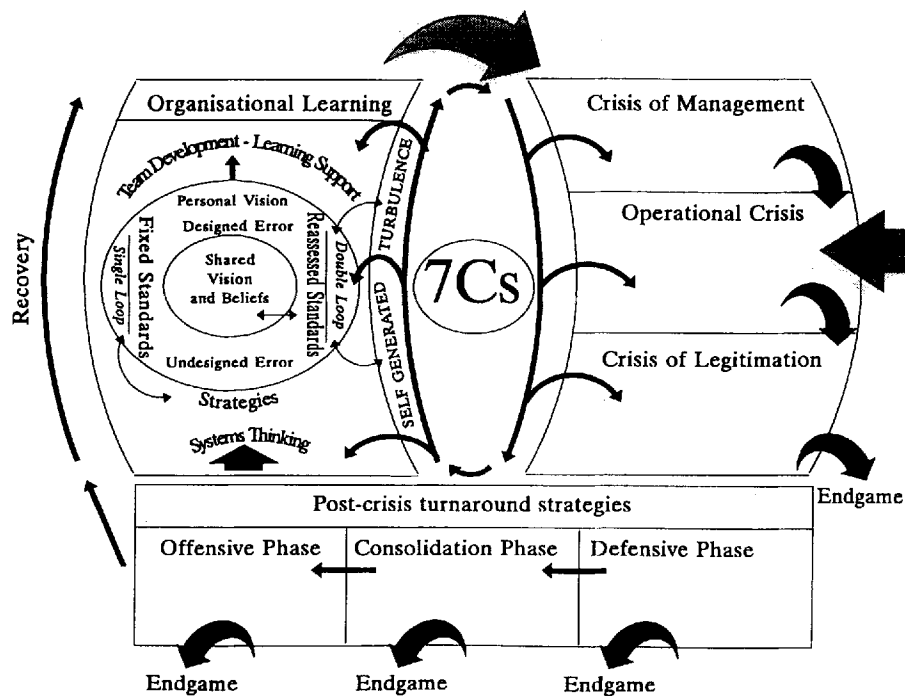 Organisational Learning
Team Development - Learning Support
Personal Vision
Designed Error
Fixed Standards
Single Loop
Shared
Vision
and Beliefs
Reassessed Standards
Double Loop
Undesigned Error
Strategies
Systems Thinking
Recovery
SELF GENERATED TURBULENCE
7Cs
Crisis of Management
Operational Crisis
Crisis of Legitimation
Endgame
Post-crisis turnaround strategies
Offensive Phase
Consolidation Phase
Defensive Phase
Endgame
Endgame
Endgame